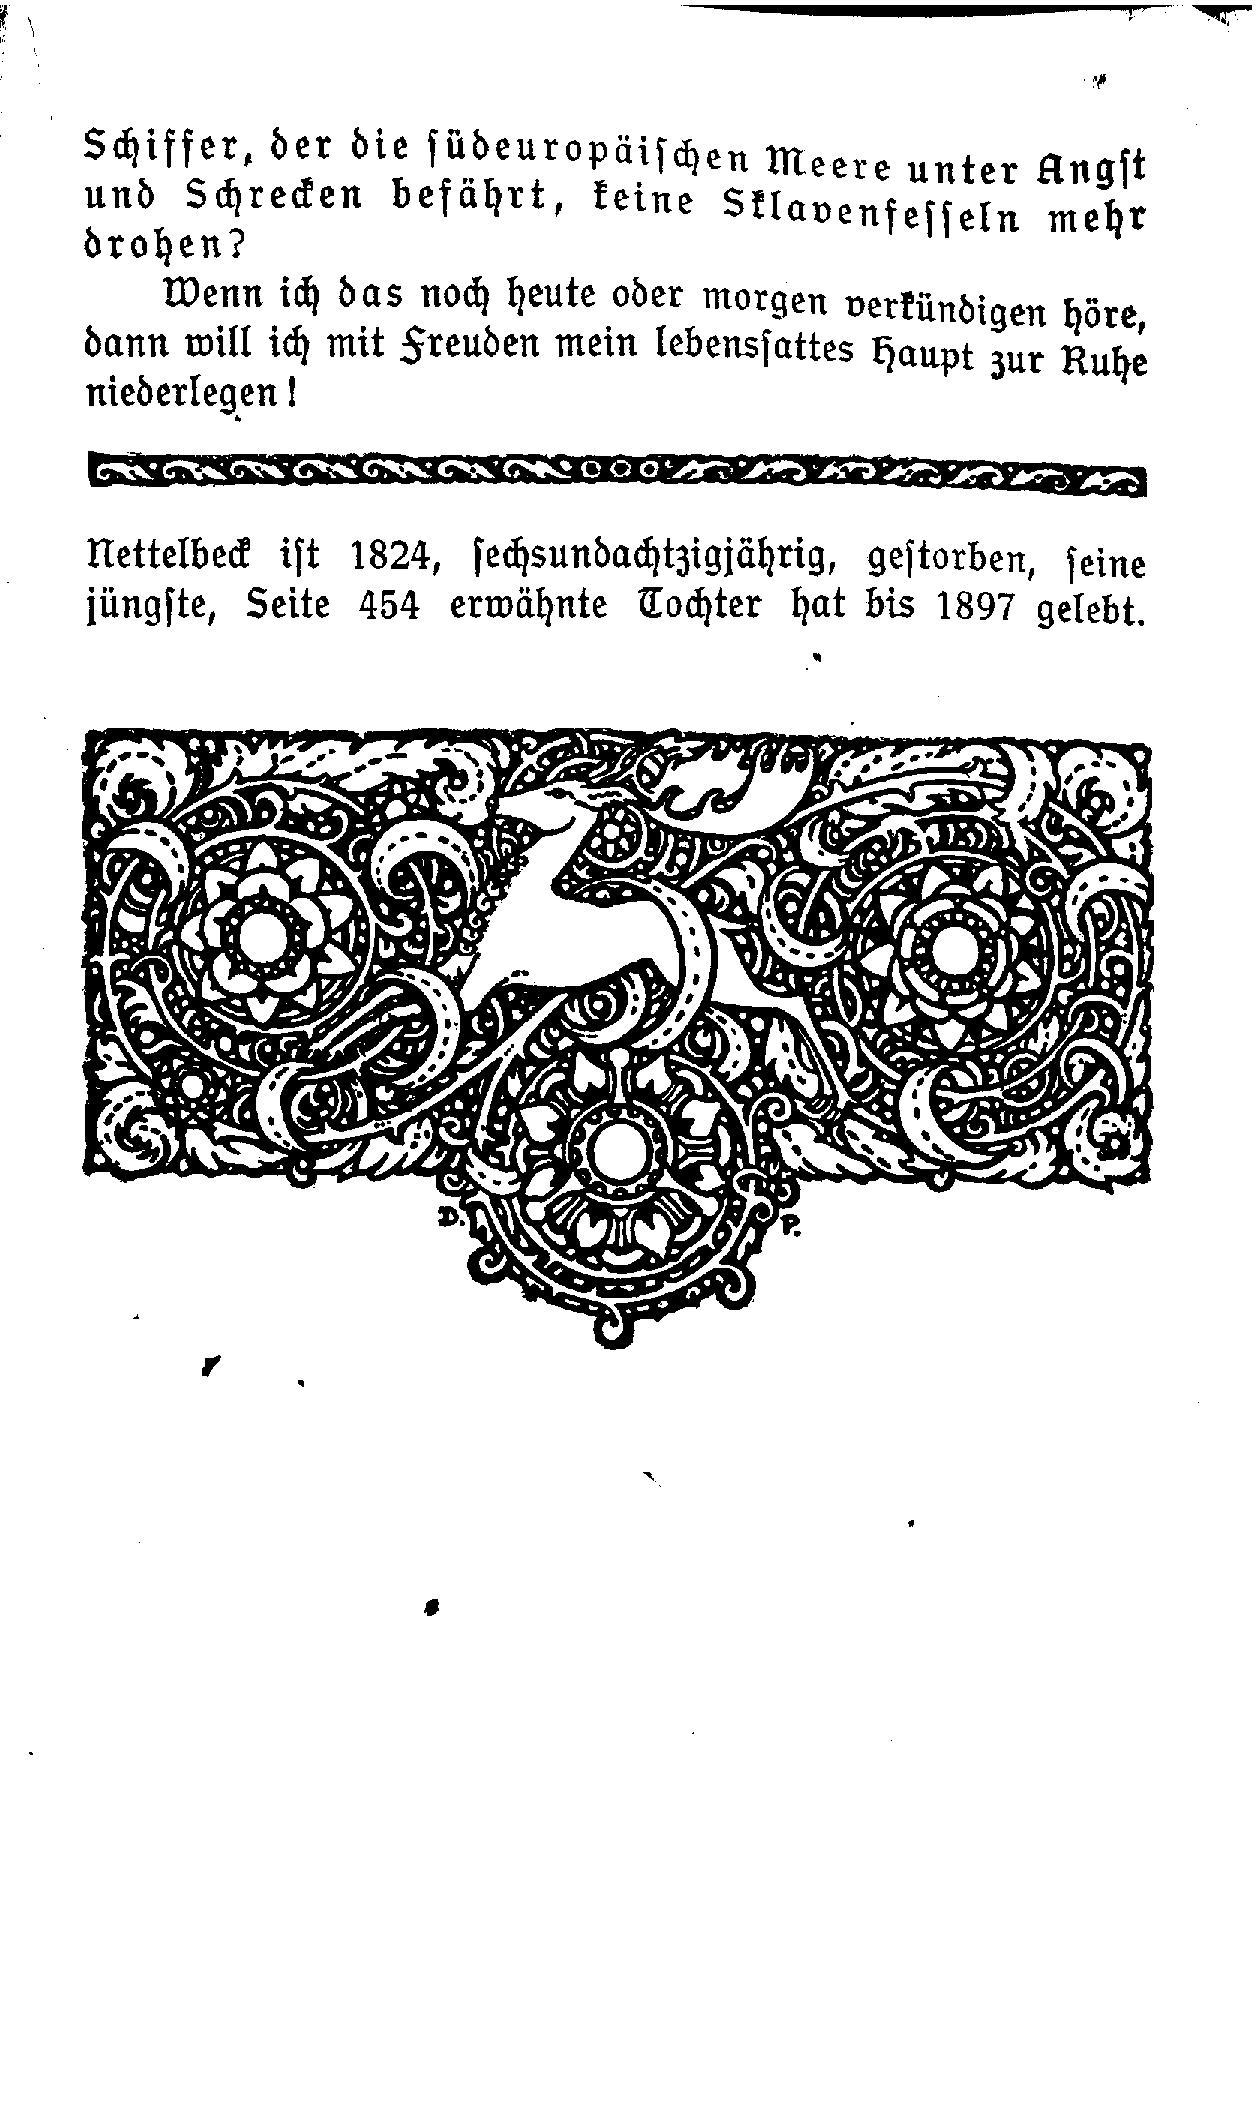 Schiffer, der die ſüdeuropäiſchen Meere unter Angſt
und Schrecken befährt, keine Sklavenfeſſeln mehr
drohen?
Wenn ich das noch heute oder morgen verkündigen höre,
dann will ich mit Freuden mein lebensſattes Haupt zur Ruhe
niederlegen!
Nettelbeck iſt 1824, ſechsundachtzigjährig, geſtorben, ſeine
jüngſte, Seite 454 erwähnte Tochter hat bis 1897 gelebt.
D. P.